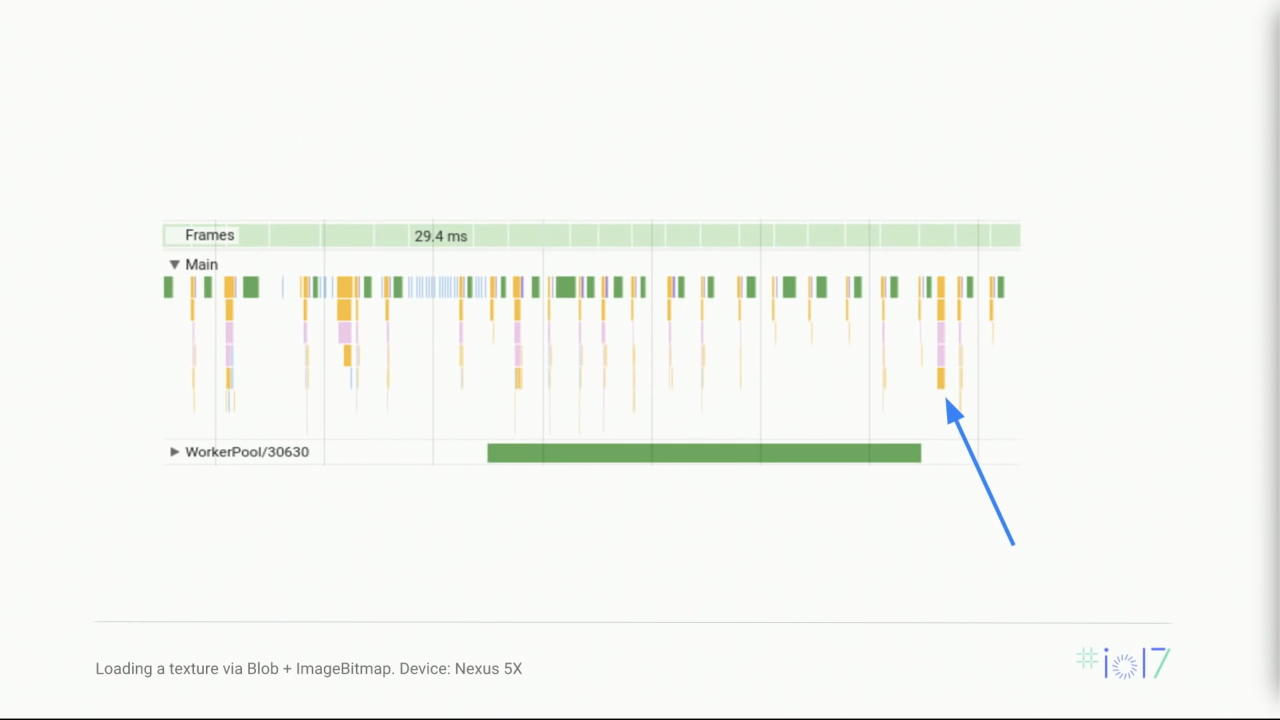 Frames
29.4 ms
▼ Main
▶ WorkerPool/30630
Loading a texture via Blob + ImageBitmap. Device: Nexus 5X
#io17